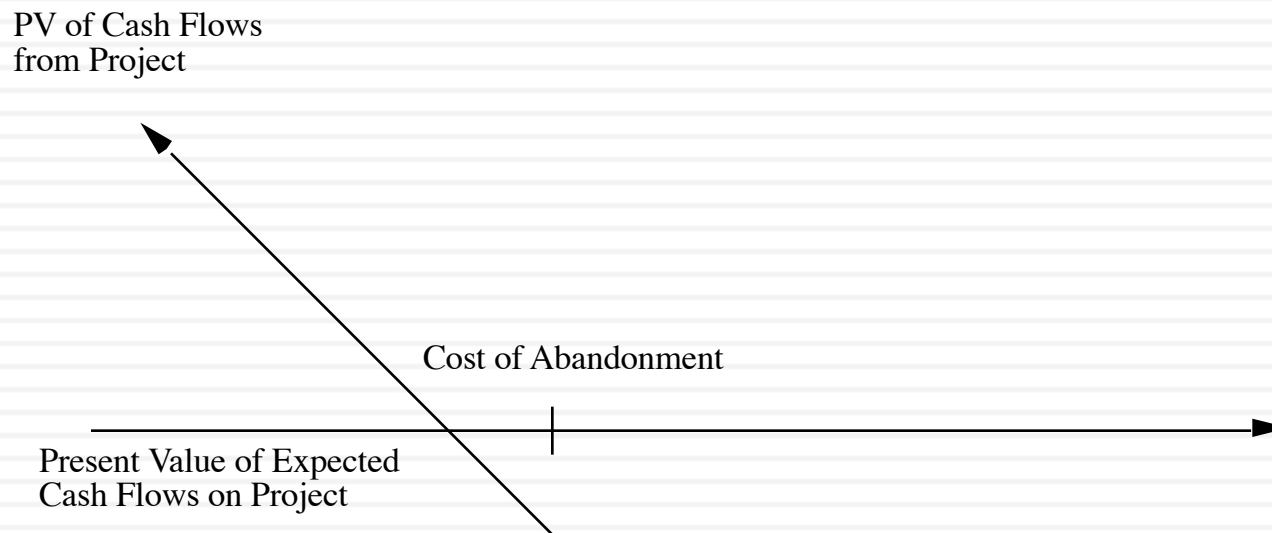 PV of Cash Flows
from Project
Cost of Abandonment
Present Value of Expected
Cash Flows on Project